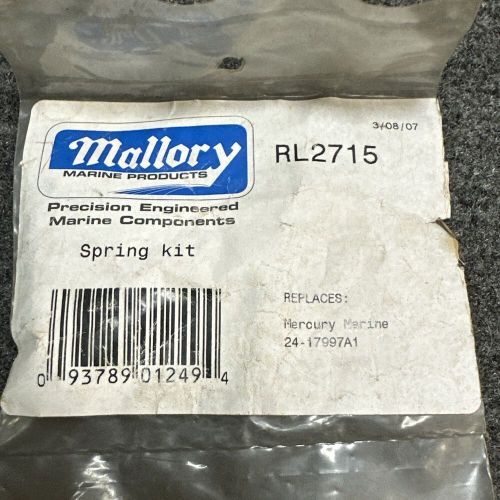 3/08/07
Mallory
MARINE PRODUCTS
RL2715
Precision Engineered
Marine Components
Spring kit
REPLACES:
Mercury Marine
24-17997A1
0 93789 01249 4